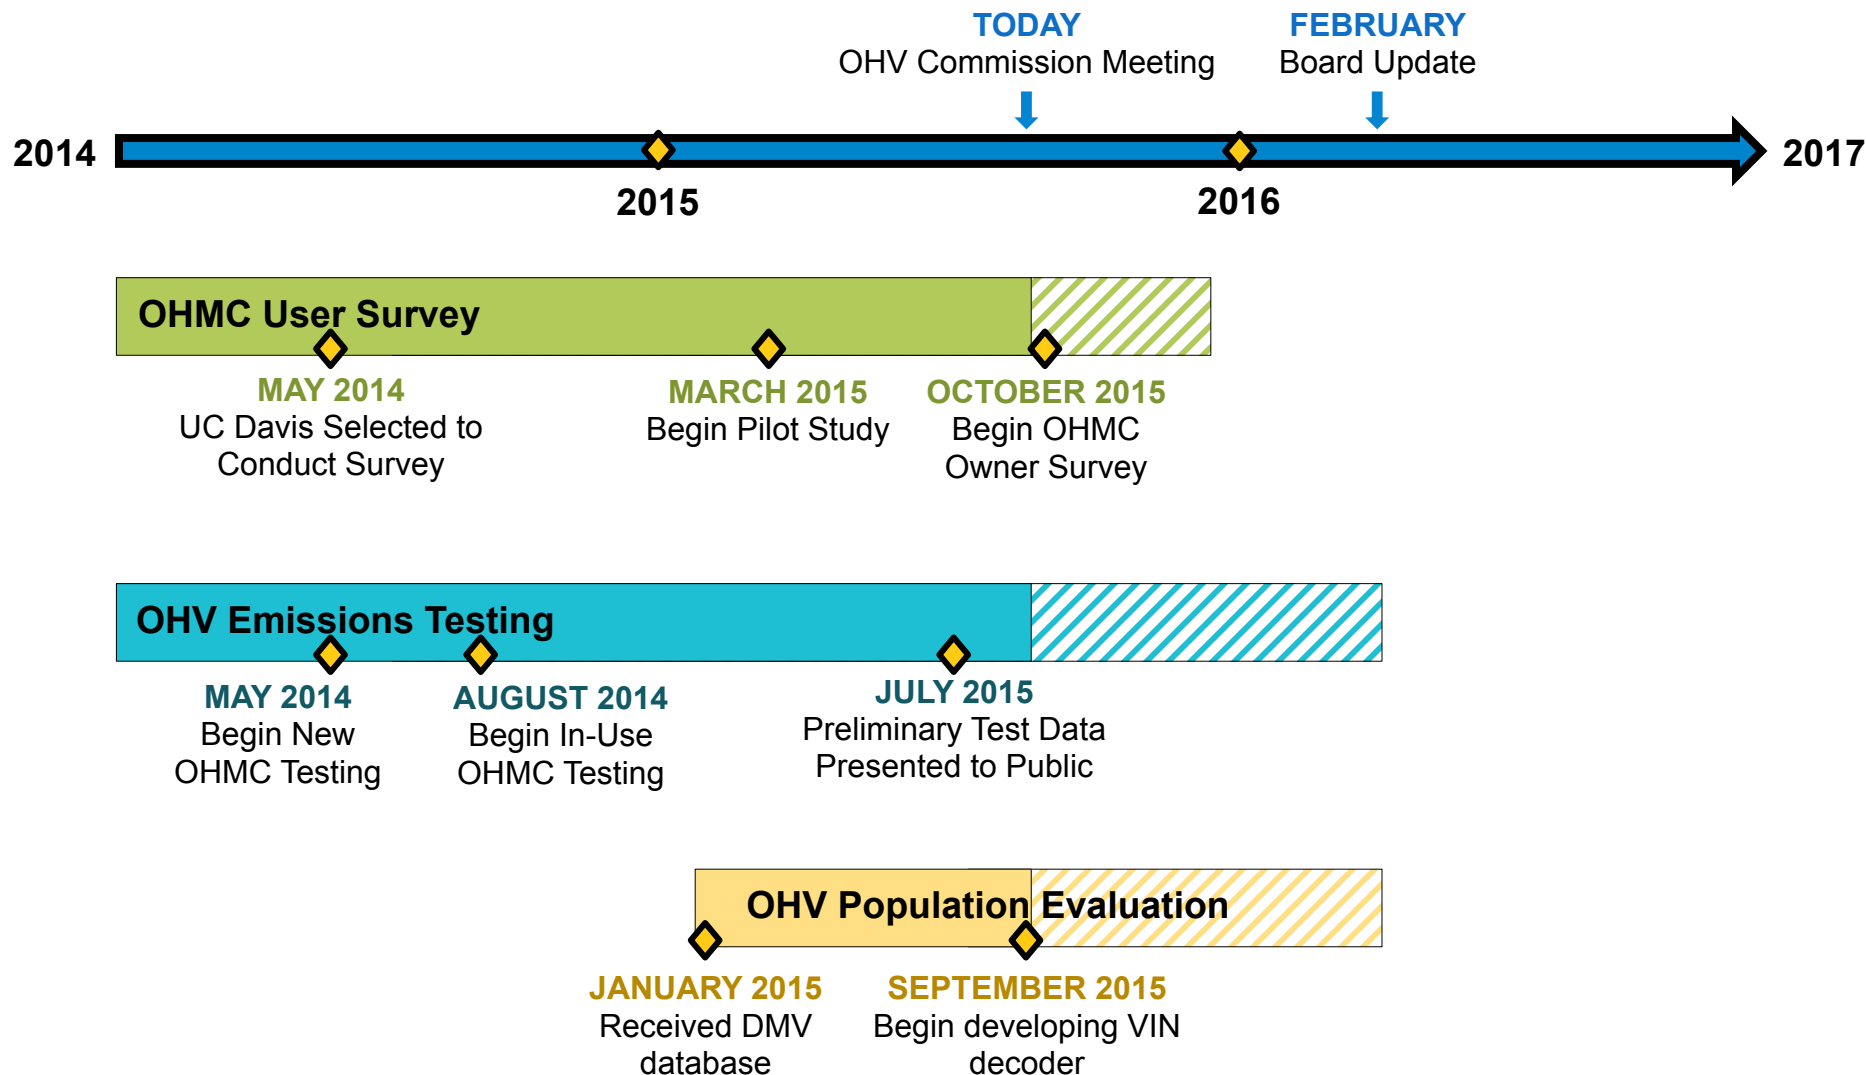 TODAY
OHV Commission Meeting
FEBRUARY
Board Update
2014
2017
2015
2016
OHMC User Survey
MAY 2014
UC Davis Selected to
Conduct Survey
MARCH 2015
Begin Pilot Study
OCTOBER 2015
Begin OHMC
Owner Survey
OHV Emissions Testing
MAY 2014
Begin New
OHMC Testing
AUGUST 2014
Begin In-Use
OHMC Testing
JULY 2015
Preliminary Test Data
Presented to Public
OHV Population Evaluation
JANUARY 2015
Received DMV
database
SEPTEMBER 2015
Begin developing VIN
decoder